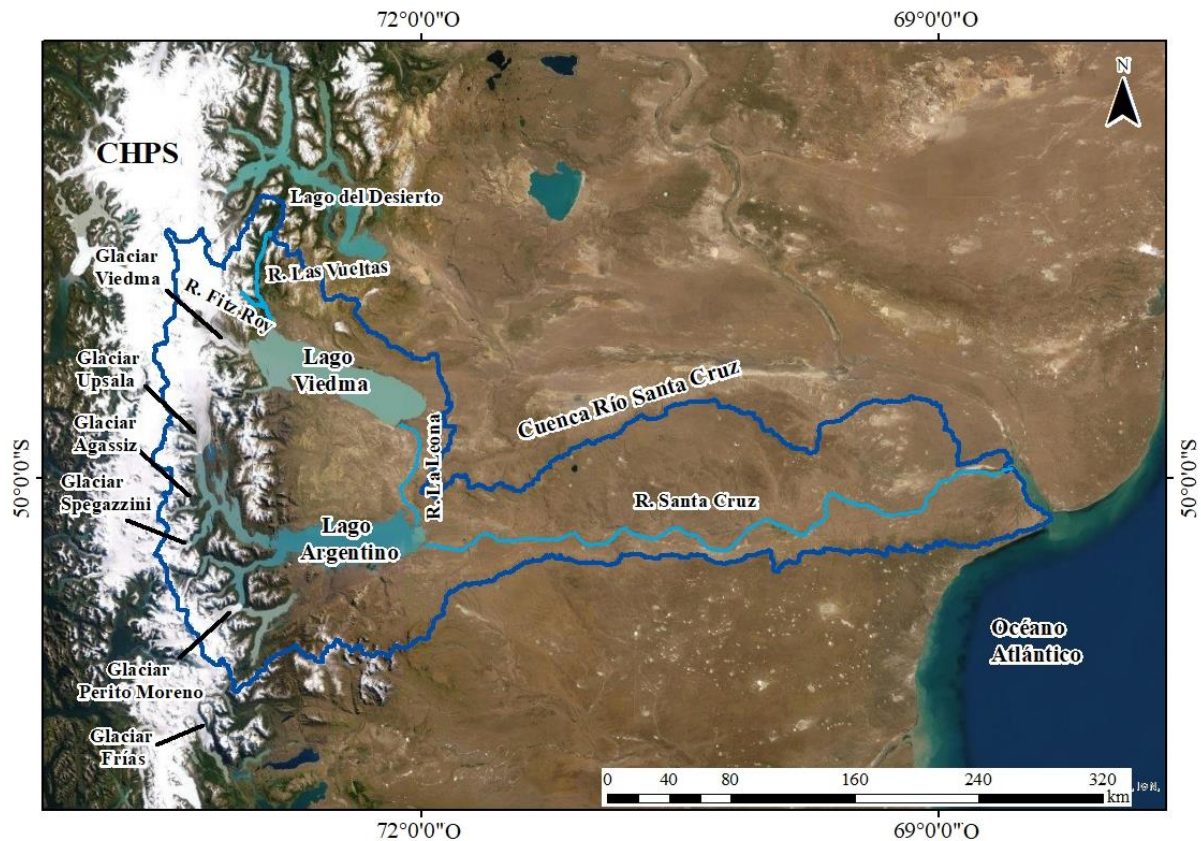 72°0'0"O
69°0'0"O
N
CHPS
Lago del Desierto
Glaciar
Viedma
R. Las Vueltas
R. Fitz Roy
Glaciar
Upsala
Lago
Viedma
Cuenca Río Santa Cruz
Glaciar
Agassiz
R. La Leona
50°0'0"S
50°0'0"S
Glaciar
Spegazzini
R. Santa Cruz
Lago
Argentino
Océano
Atlántico
Glaciar
Perito Moreno
Glaciar
Frías
0 40 80 160 240 320
km
72°0'0"O
69°0'0"O